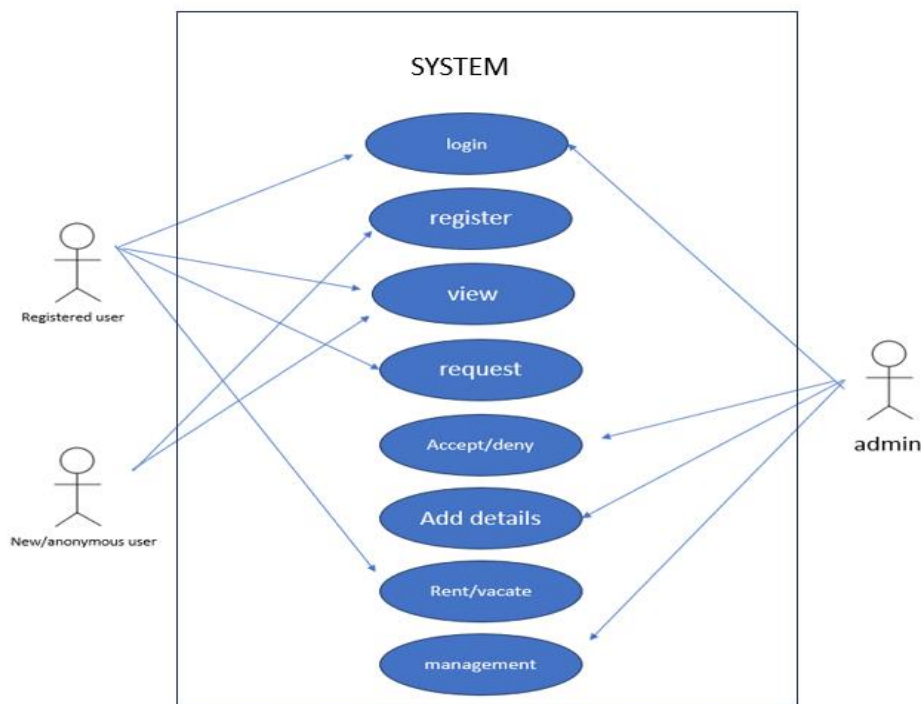 SYSTEM
login
register
view
request
Accept/deny
Add details
Rent/vacate
management
Registered user
New/anonymous user
admin